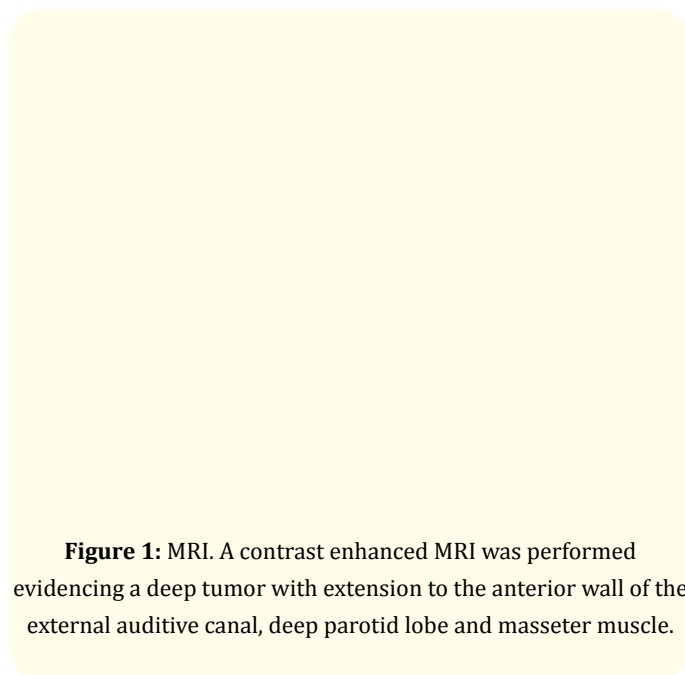 Figure 1: MRI. A contrast enhanced MRI was performed
evidencing a deep tumor with extension to the anterior wall of the
external auditive canal, deep parotid lobe and masseter muscle.